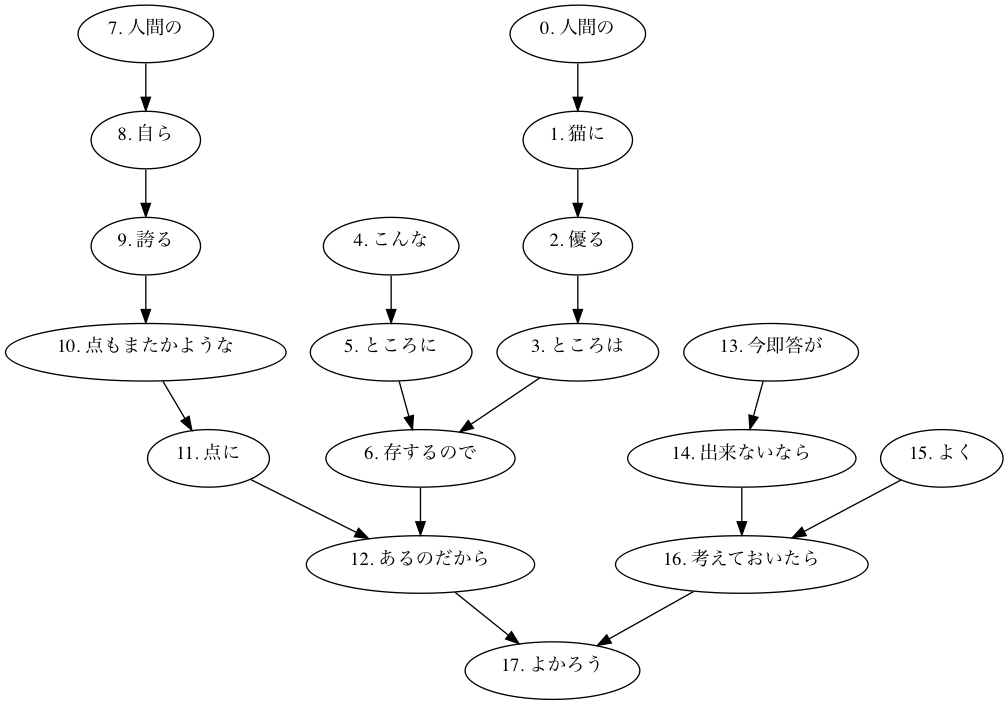 7. 人間の
0. 人間の
8. 自ら
1. 猫に
9. 誇る
4. こんな
2. 優る
10. 点もまたかような
5. ところに
3. ところは
13. 今即答が
11. 点に
6. 存するので
14. 出来ないなら
15. よく
12. あるのだから
16. 考えておいたら
17. よかろう